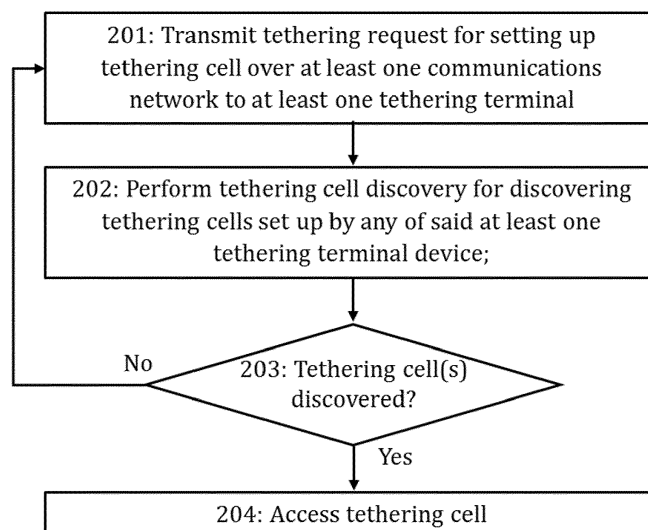 201: Transmit tethering request for setting up
tethering cell over at least one communications
network to at least one tethering terminal
202: Perform tethering cell discovery for discovering
tethering cells set up by any of said at least one
tethering terminal device;
No
203: Tethering cell(s)
discovered?
Yes
204: Access tethering cell